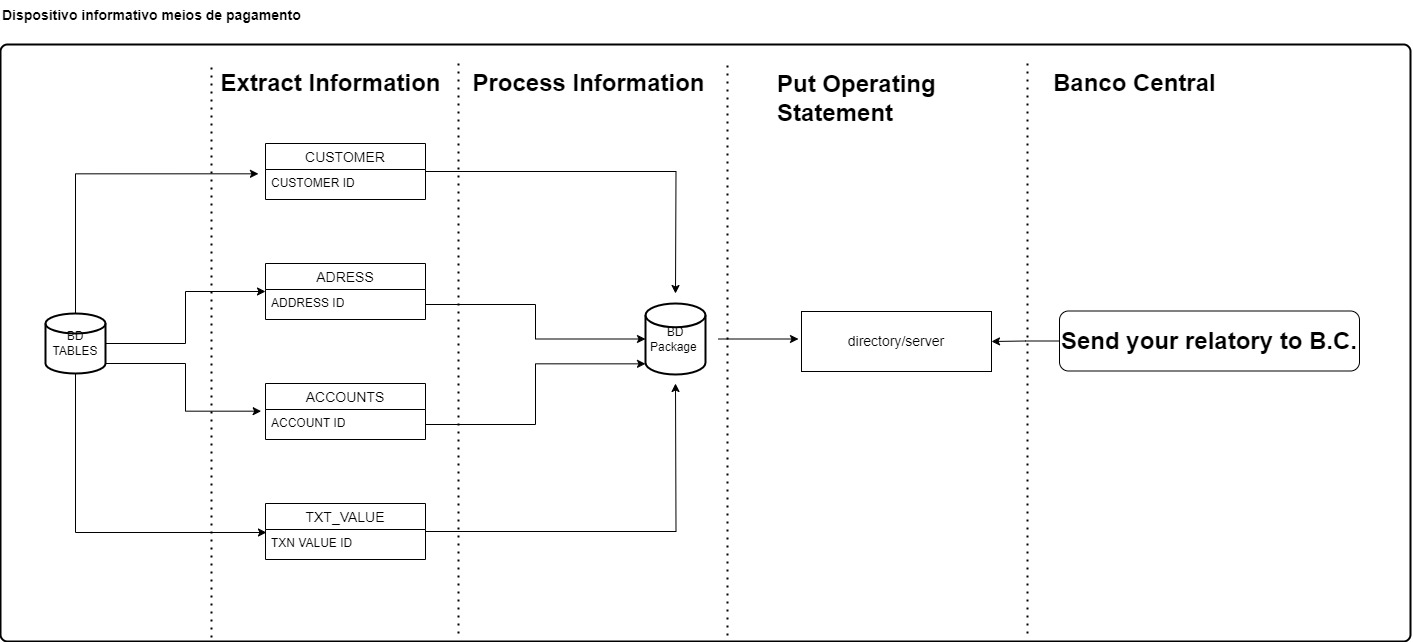 Dispositivo informativo meios de pagamento
Extract Information
Process Information
Put Operating
Statement
Banco Central
CUSTOMER
CUSTOMER ID
ADRESS
ADDRESS ID
BD
TABLES
BD
Package
directory/server
Send your relatory to B.C.
ACCOUNTS
ACCOUNT ID
TXT_VALUE
TXN VALUE ID